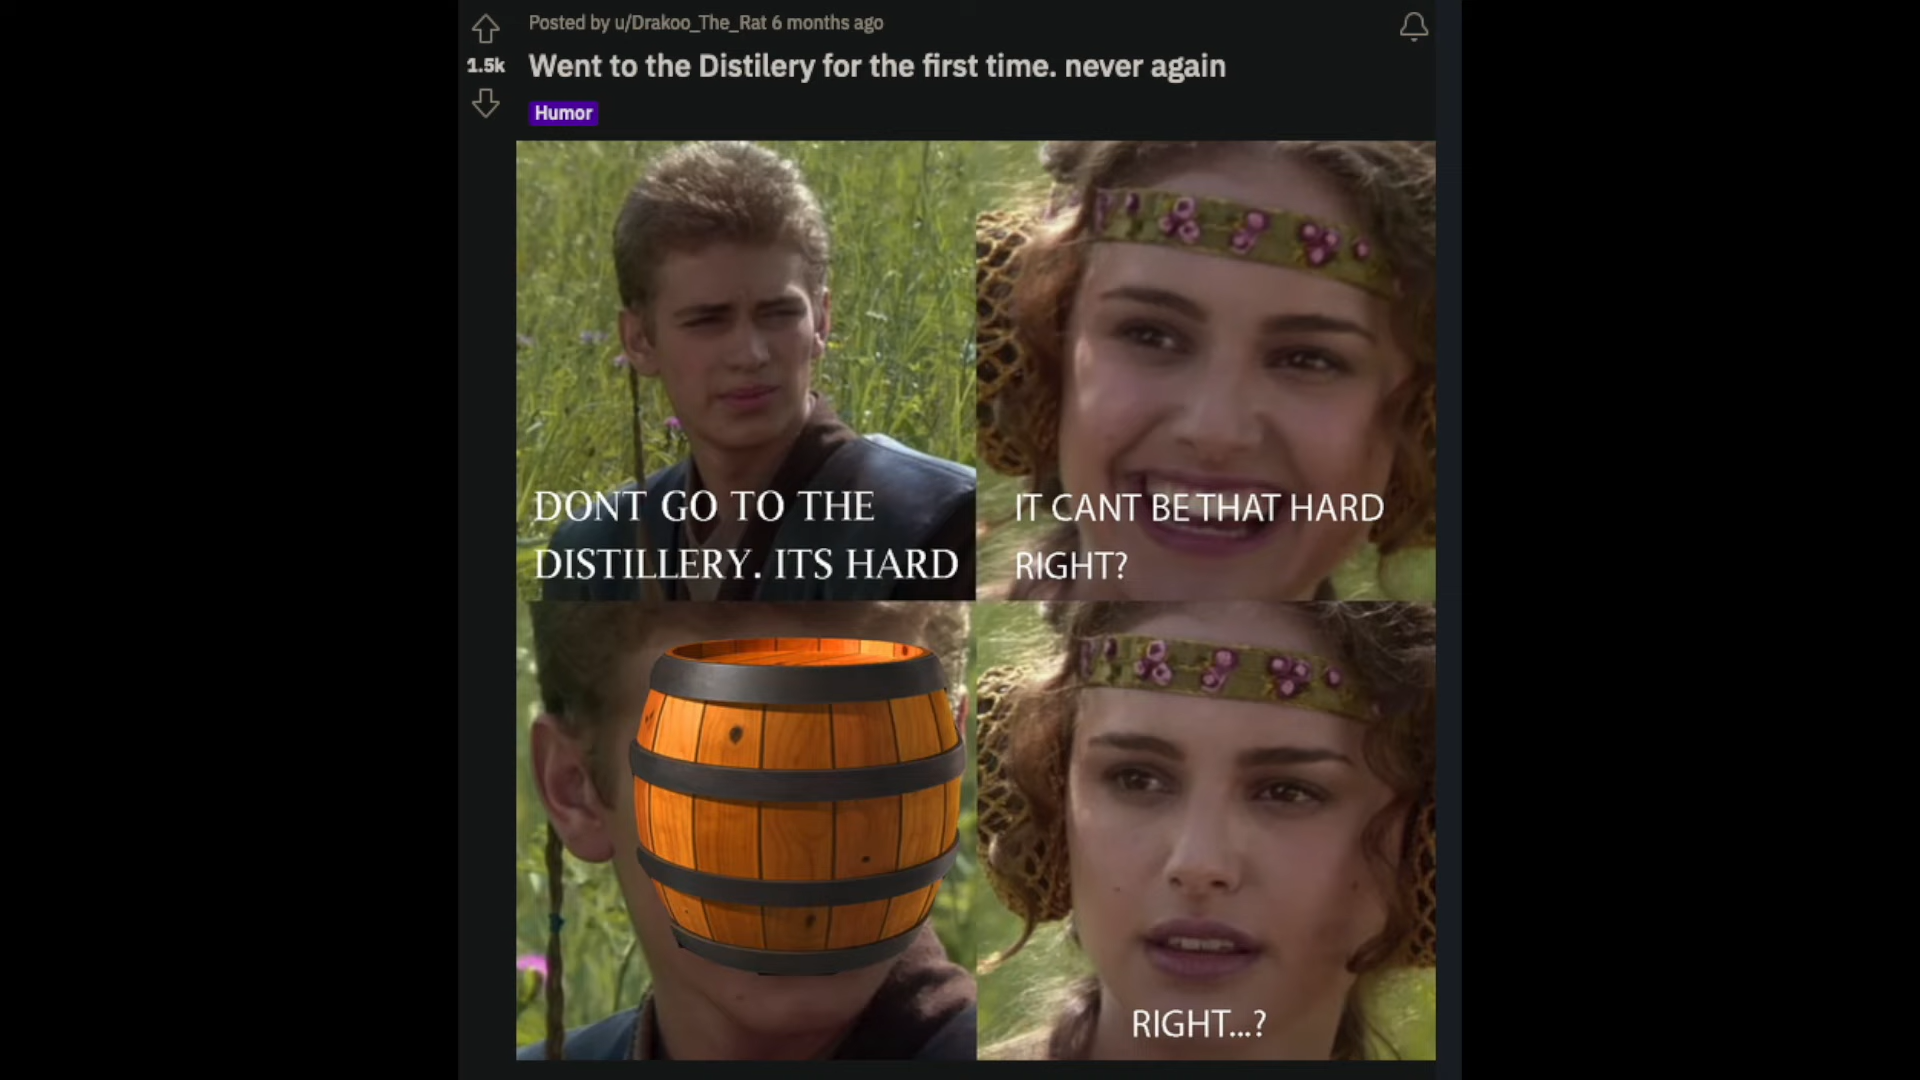 Posted by u/Drakoo_The_Rat 6 months ago
1.5k
Went to the Distilery for the first time. never again
Humor
DONT GO TO THE
DISTILLERY. ITS HARD
IT CANT BE THAT HARD
RIGHT?
RIGHT...?